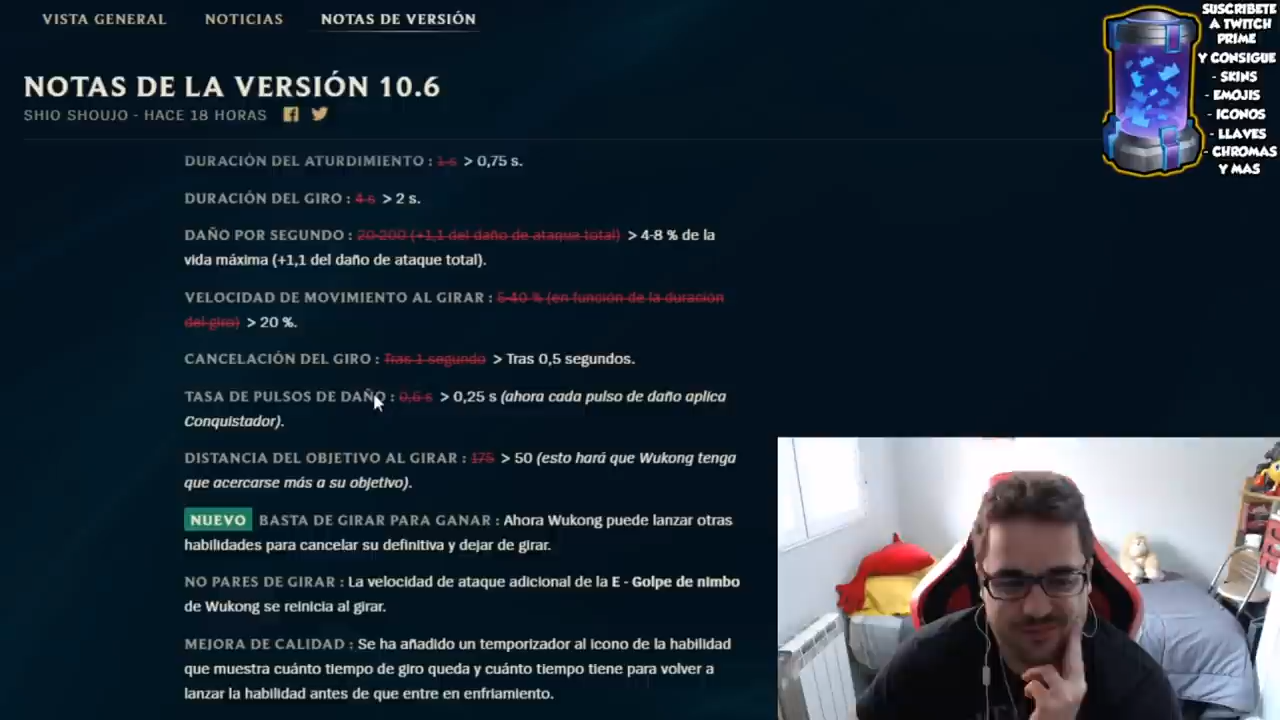 VISTA GENERAL NOTICIAS NOTAS DE VERSIÓN
NOTAS DE LA VERSIÓN 10.6
SHIO SHOUJO - HACE 18 HORAS
DURACIÓN DEL ATURDIMIENTO : 1 s > 0,75 s.
DURACIÓN DEL GIRO : 4 s > 2 s.
DAÑO POR SEGUNDO : 20-200 (+1,1 del daño de ataque total) > 4-8 % de la
vida máxima (+1,1 del daño de ataque total).
VELOCIDAD DE MOVIMIENTO AL GIRAR : 5-40 % (en función de la duración
del giro) > 20 %.
CANCELACIÓN DEL GIRO : Tras 1 segundo > Tras 0,5 segundos.
TASA DE PULSOS DE DAÑO : 0,5 s > 0,25 s (ahora cada pulso de daño aplica
Conquistador).
DISTANCIA DEL OBJETIVO AL GIRAR : 175 > 50 (esto hará que Wukong tenga
que acercarse más a su objetivo).
NUEVO BASTA DE GIRAR PARA GANAR : Ahora Wukong puede lanzar otras
habilidades para cancelar su definitiva y dejar de girar.
NO PARES DE GIRAR : La velocidad de ataque adicional de la E - Golpe de nimbo
de Wukong se reinicia al girar.
MEJORA DE CALIDAD : Se ha añadido un temporizador al icono de la habilidad
que muestra cuánto tiempo de giro queda y cuánto tiempo tiene para volver a
lanzar la habilidad antes de que entre en enfriamiento.
SUSCRIBETE
A TWITCH
PRIME
Y CONSIGUE
- SKINS
- EMOJIS
- ICONOS
- LLAVES
- CHROMAS
Y MAS